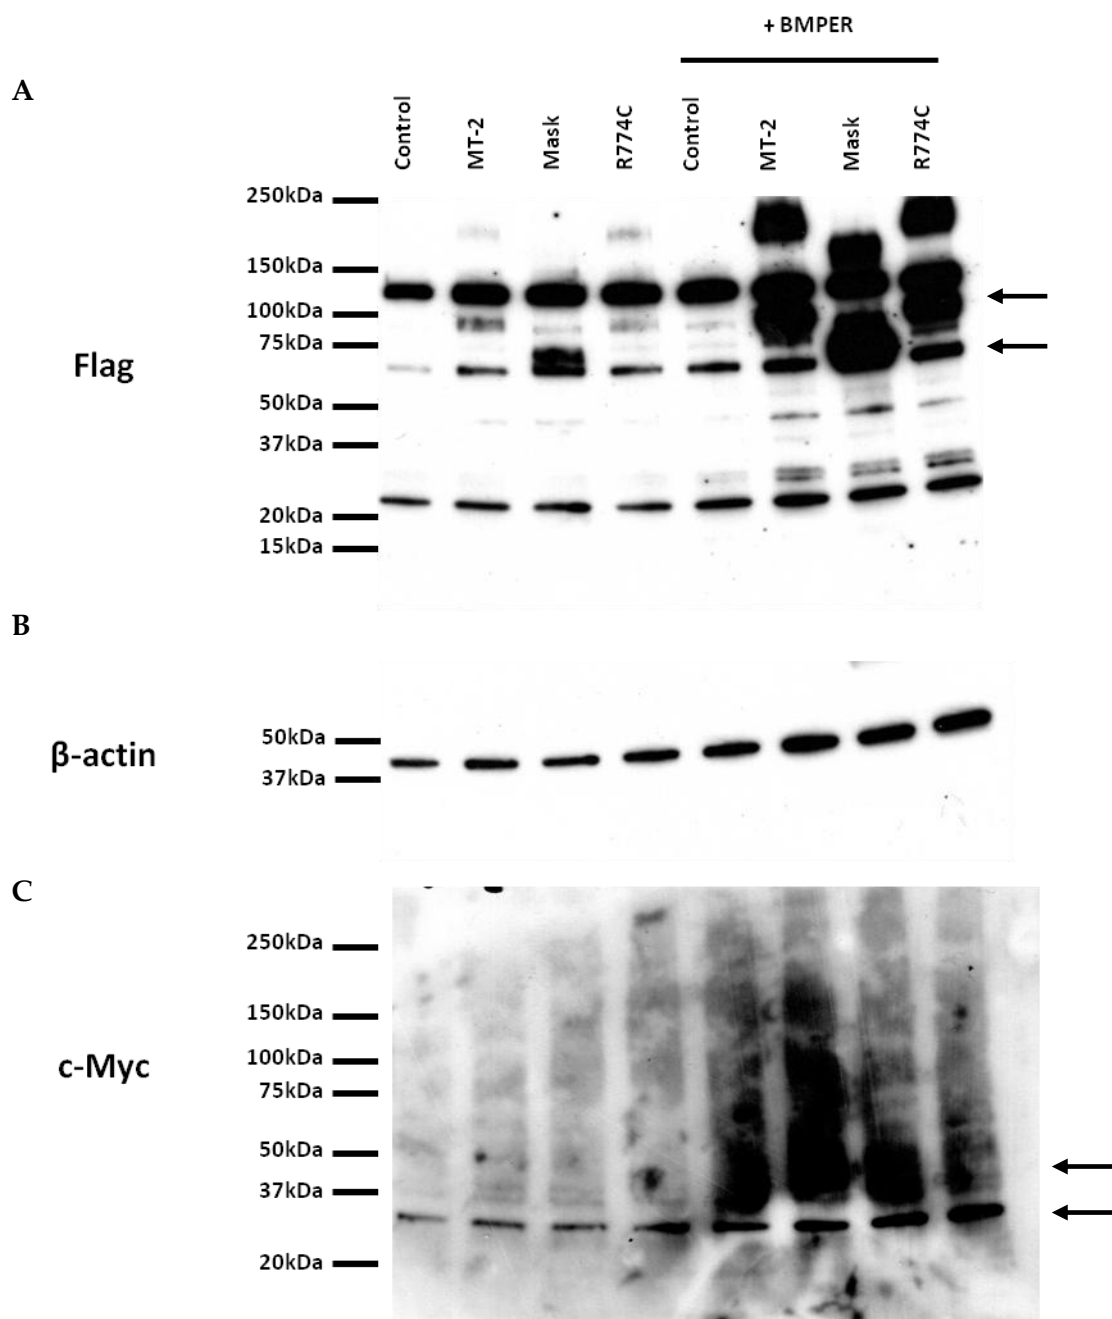 + BMPER
A
Control MT-2 Mask R774C Control MT-2 Mask R774C
250kDa
150kDa
100kDa
75kDa
Flag
50kDa
37kDa
20kDa
15kDa
B
50kDa
β-actin
37kDa
C
250kDa
150kDa
100kDa
c-Myc
75kDa
50kDa
37kDa
20kDa